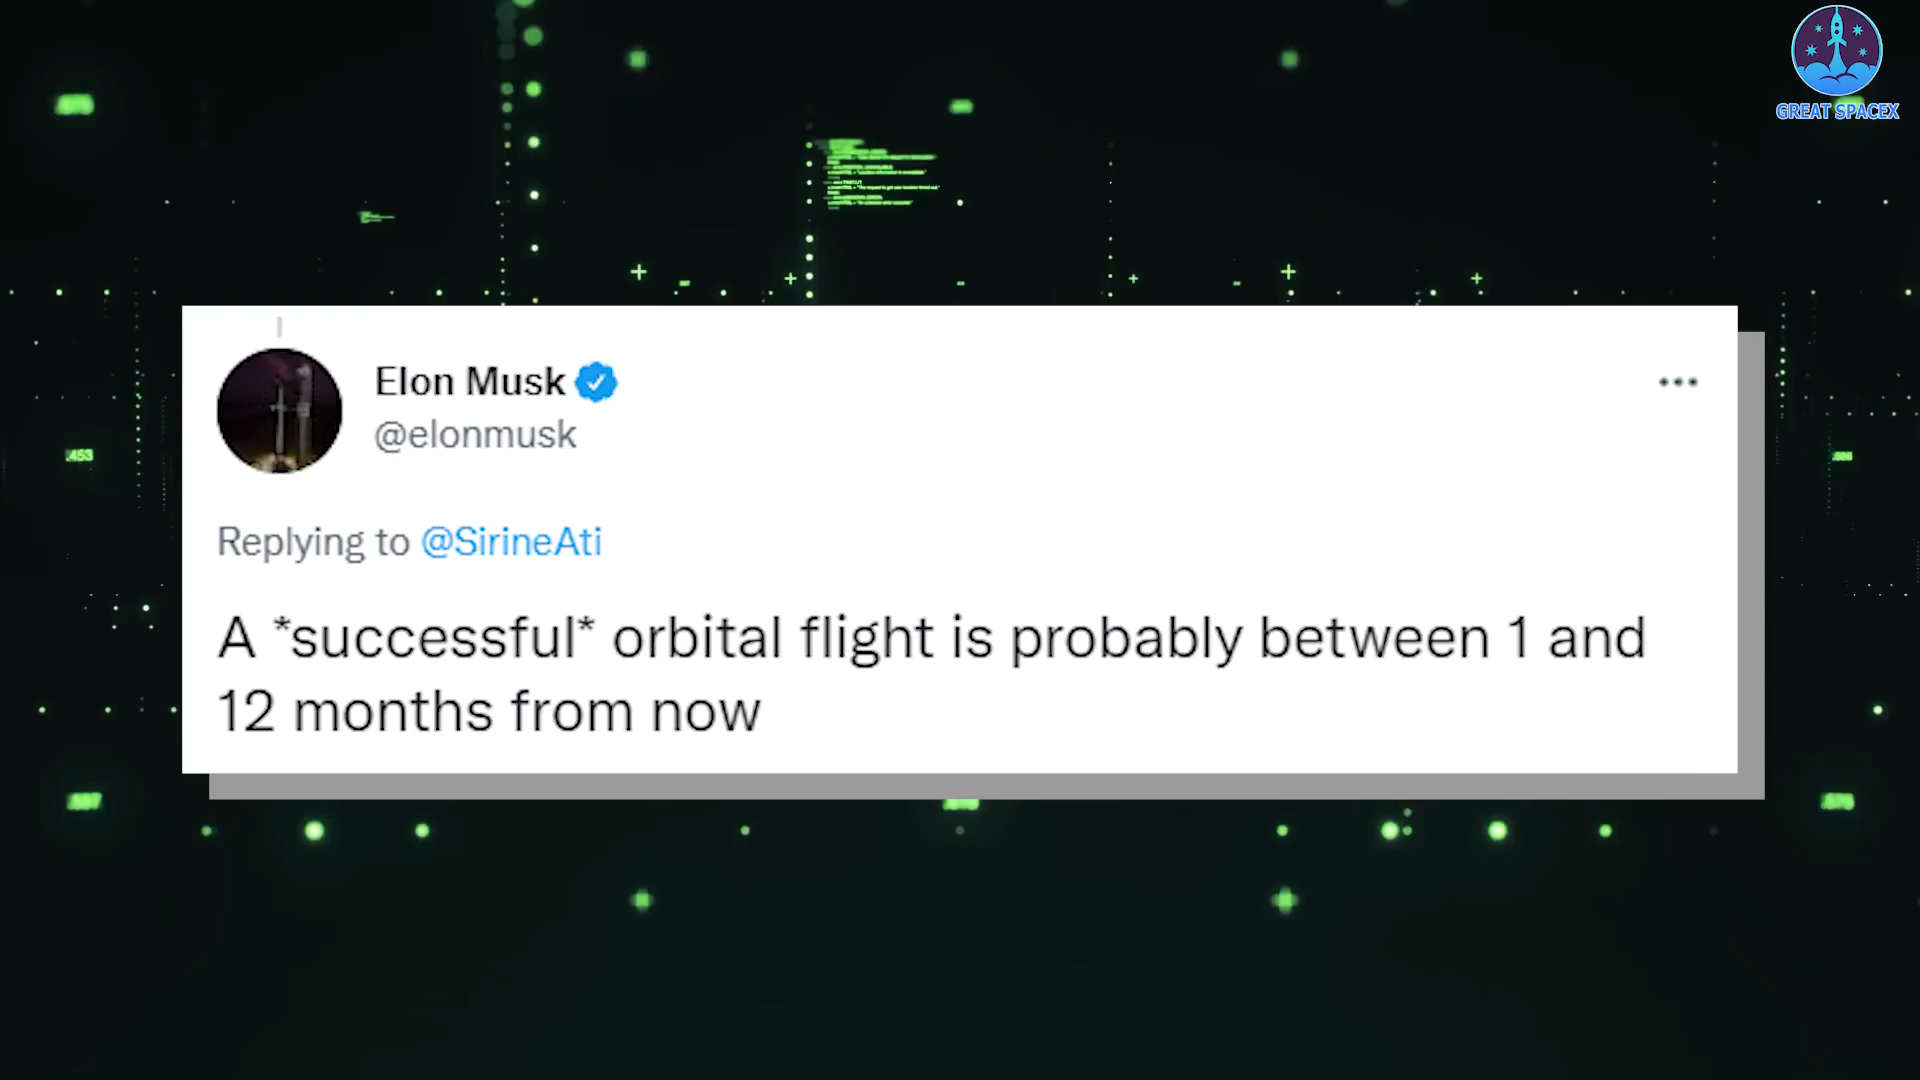 GREAT SPACEX
Elon Musk
@elonmusk
.453
Replying to @SirineAti
A *successful* orbital flight is probably between 1 and
12 months from now